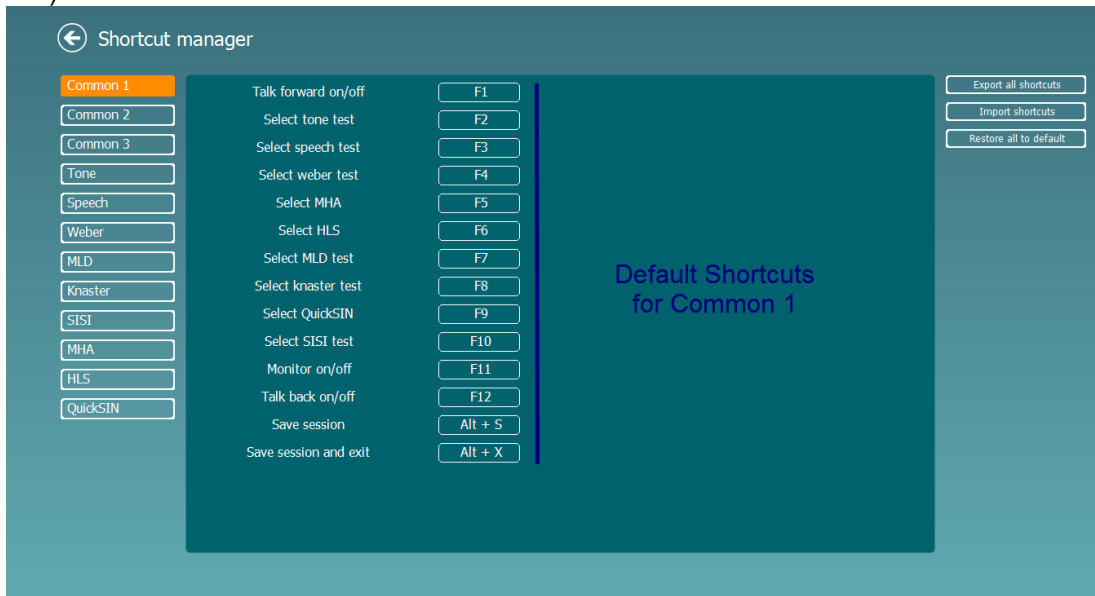 Shortcut manager
Common 1
Common 2
Common 3
Tone
Speech
Weber
MLD
Knaster
SISI
MHA
HLS
QuickSIN
Talk forward on/off F1
Select tone test F2
Select speech test F3
Select weber test F4
Select MHA F5
Select HLS F6
Select MLD test F7
Select knaster test F8
Select QuickSIN F9
Select SISI test F10
Monitor on/off F11
Talk back on/off F12
Save session Alt + S
Save session and exit Alt + X
Default Shortcuts
for Common 1
Export all shortcuts
Import shortcuts
Restore all to default